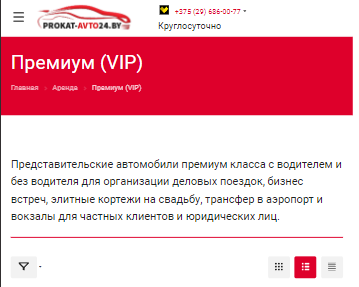 PROKAT-AVTO24.BY
+375 (29) 686-00-77
Круглосуточно
Премиум (VIP)
Главная - Аренда - Премиум (VIP)
Представительские автомобили премиум класса с водителем и
без водителя для организации деловых поездок, бизнес
встреч, элитные кортежи на свадьбу, трансфер в аэропорт и
вокзалы для частных клиентов и юридических лиц.
-